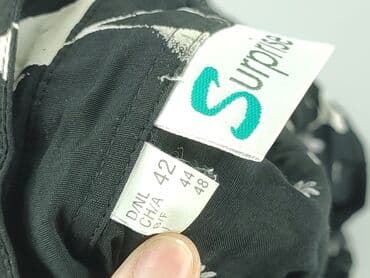 Surprise
D/NL 42
CH/A
B/F 44
48